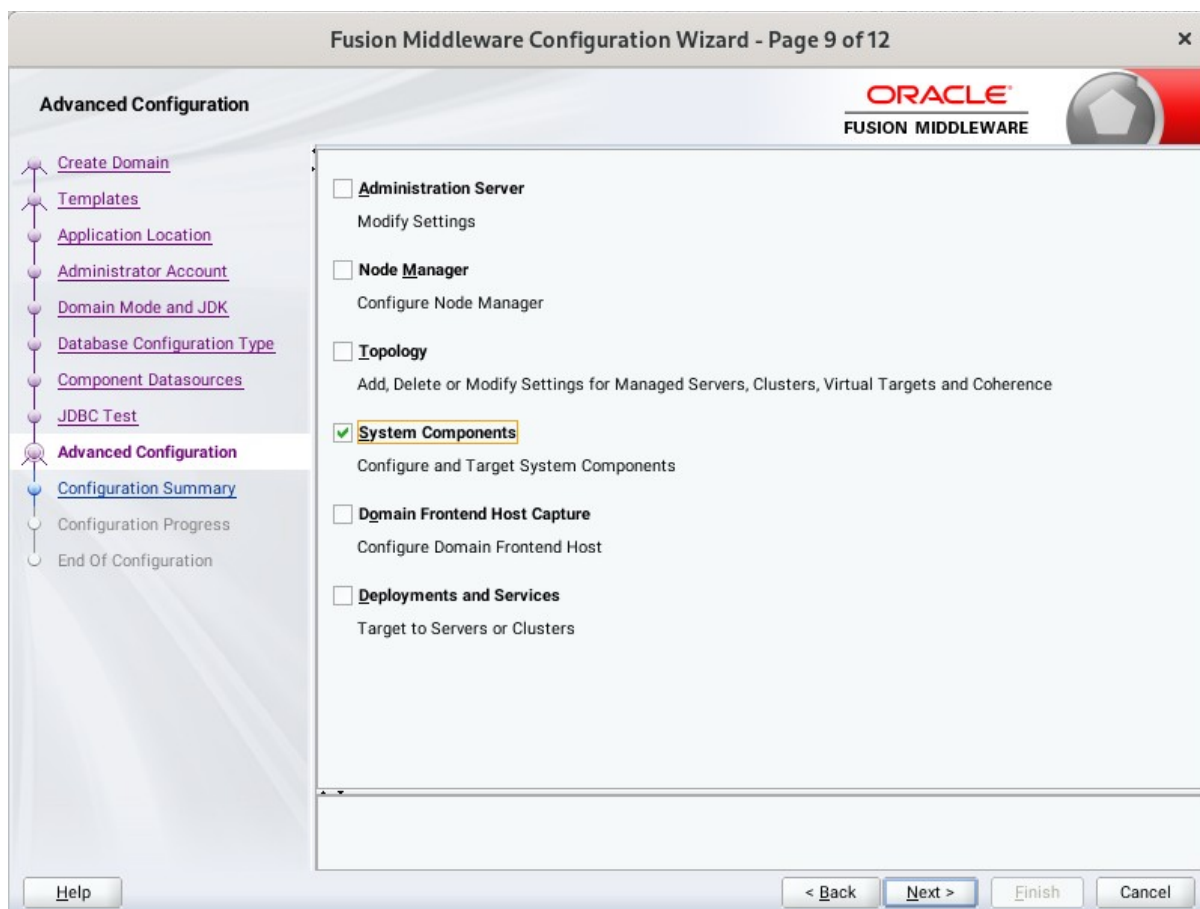 Fusion Middleware Configuration Wizard - Page 9 of 12
Advanced Configuration
ORACLE
FUSION MIDDLEWARE
Create Domain
Templates
Application Location
Administrator Account
Domain Mode and JDK
Database Configuration Type
Component Datasources
JDBC Test
Advanced Configuration
Configuration Summary
Configuration Progress
End Of Configuration
Administration Server
Modify Settings
Node Manager
Configure Node Manager
Topology
Add, Delete or Modify Settings for Managed Servers, Clusters, Virtual Targets and Coherence
System Components
Configure and Target System Components
Domain Frontend Host Capture
Configure Domain Frontend Host
Deployments and Services
Target to Servers or Clusters
Help
< Back
Next >
Finish
Cancel